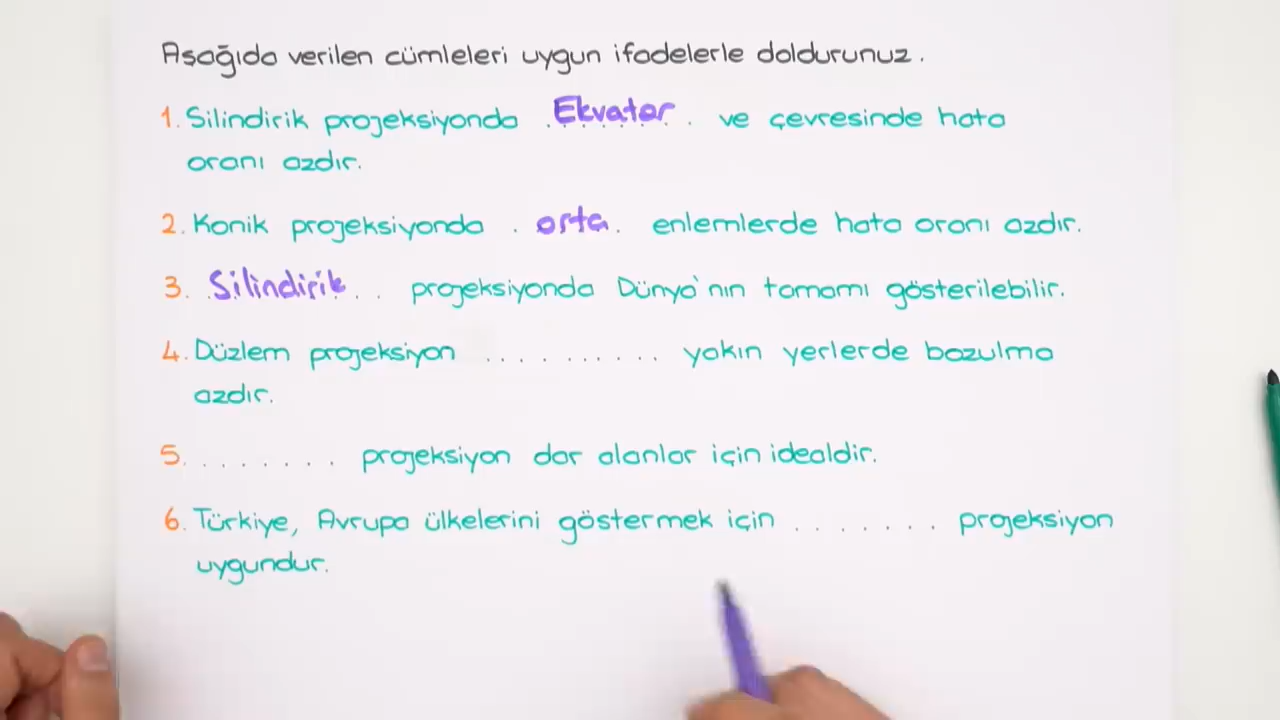 Aşağıda verilen cümleleri uygun ifadelerle doldurunuz.
1. Silindirik projeksiyonda Ekvator ve çevresinde hata
oranı azdır.
2. Konik projeksiyonda . orta . enlemlerde hata oranı azdır.
3. Silindirik . . projeksiyonda Dünya'nın tamamı gösterilebilir.
4. Düzlem projeksiyon . . . . . . . . . . yakın yerlerde bozulma
azdır.
5. . . . . . . . . projeksiyon dar alanlar için idealdir.
6. Türkiye, Avrupa ülkelerini göstermek için . . . . . . . projeksiyon
uygundur.